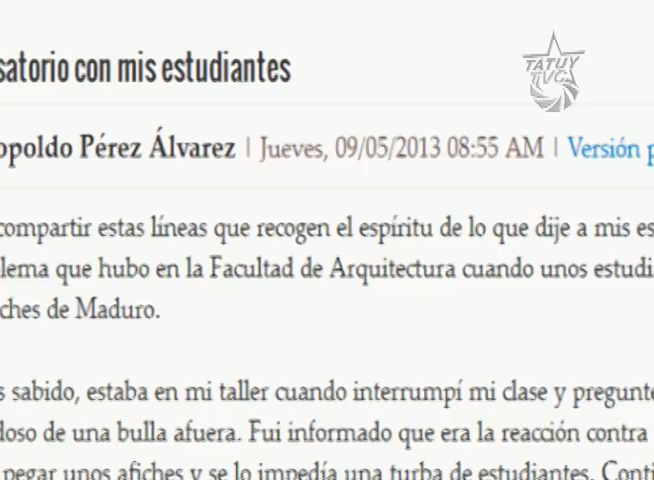 satorio con mis estudiantes
TATUY
TVC
opoldo Pérez Álvarez | Jueves, 09/05/2013 08:55 AM | Versión p
compartir estas líneas que recogen el espíritu de lo que dije a mis es
lema que hubo en la Facultad de Arquitectura cuando unos estudia
ches de Maduro.
s sabido, estaba en mi taller cuando interrumpí mi clase y pregunté
doso de una bulla afuera. Fui informado que era la reacción contra
pegar unos afiches y se lo impedía una turba de estudiantes. Conti